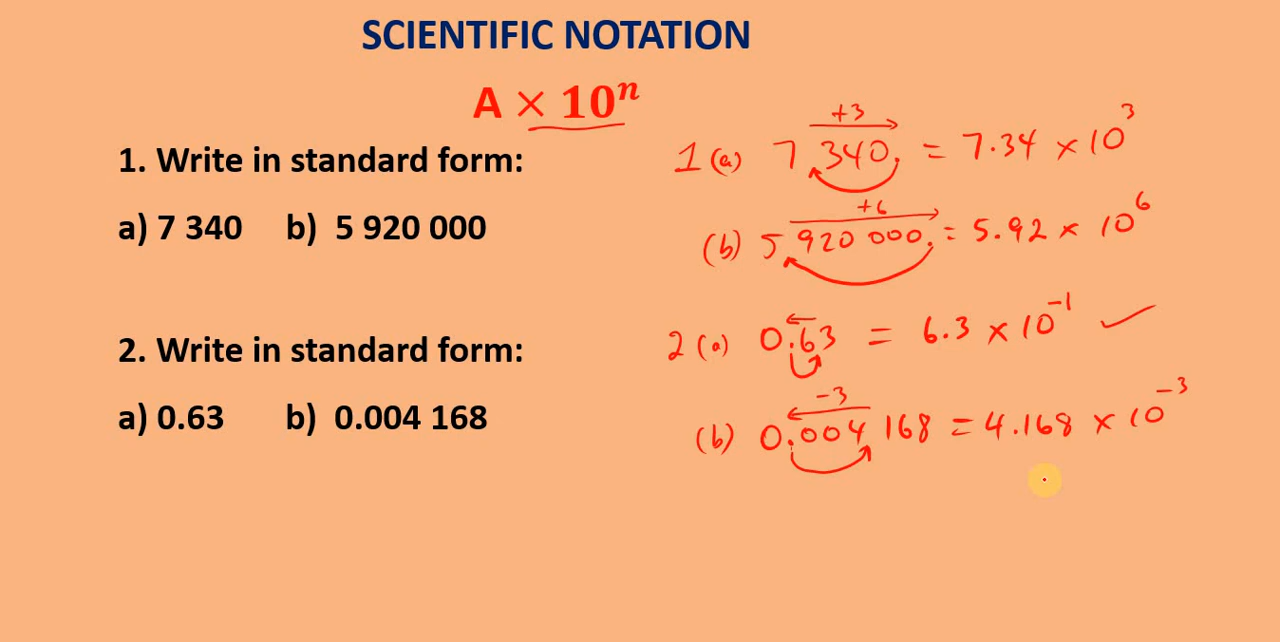 SCIENTIFIC NOTATION
A × 10ⁿ
1. Write in standard form:
a) 7 340 b) 5 920 000
2. Write in standard form:
a) 0.63 b) 0.004 168
+3
1 (a) 7,340. = 7.34 × 10³
+6
(b) 5,920 000. = 5.92 × 10⁶
2 (a) 0.63 = 6.3 × 10⁻¹ ✓
-3
(b) 0.004,168 = 4.168 × 10⁻³